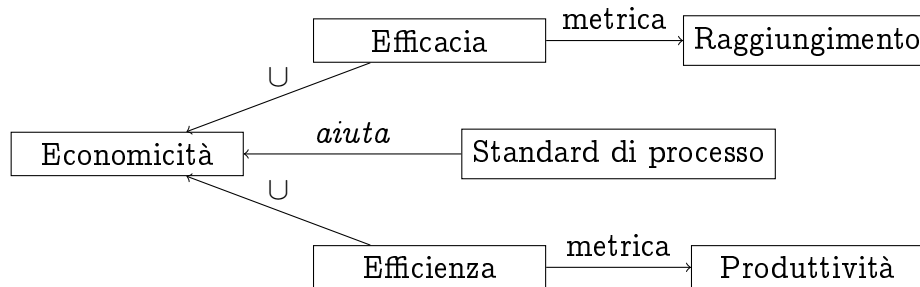 Efficacia
metrica
Raggiungimento
∪
Economicità
aiuta
Standard di processo
∪
Efficienza
metrica
Produttività